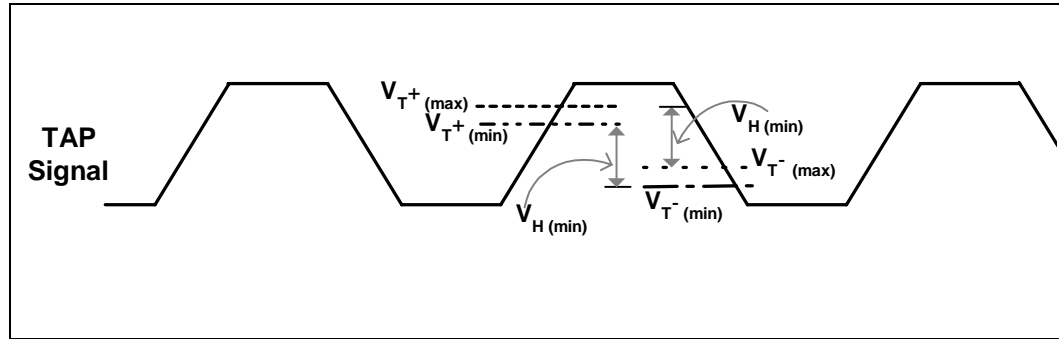 TAP
Signal
VT+ (max)
VT+ (min)
VH (min)
VT- (max)
VT- (min)
VH (min)